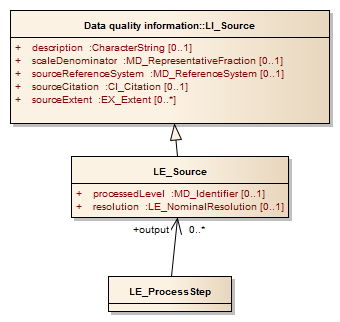 Data quality information::LI_Source
+ description :CharacterString [0..1]
+ scaleDenominator :MD_RepresentativeFraction [0..1]
+ sourceReferenceSystem :MD_ReferenceSystem [0..1]
+ sourceCitation :CI_Citation [0..1]
+ sourceExtent :EX_Extent [0..*]
LE_Source
+ processedLevel :MD_Identifier [0..1]
+ resolution :LE_NominalResolution [0..1]
+output 0..*
LE_ProcessStep